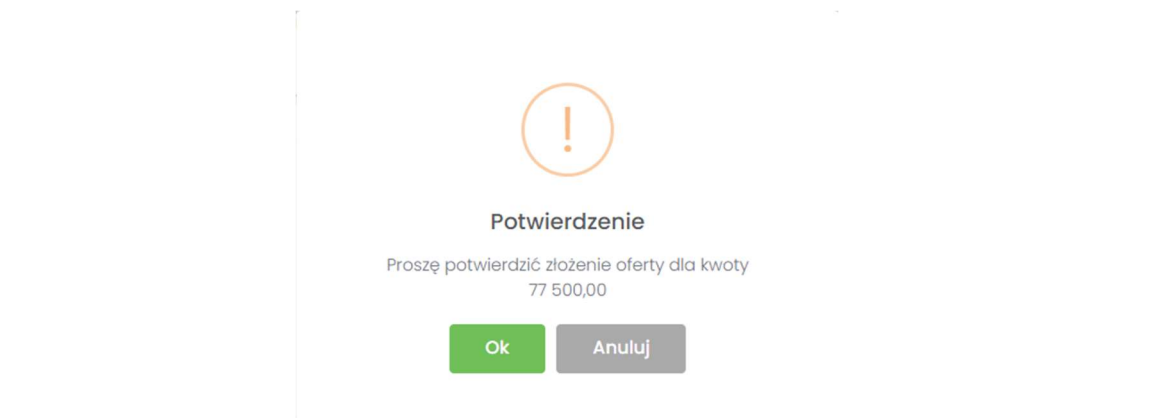 Potwierdzenie
Proszę potwierdzić złożenie oferty dla kwoty
77 500,00
Ok Anuluj